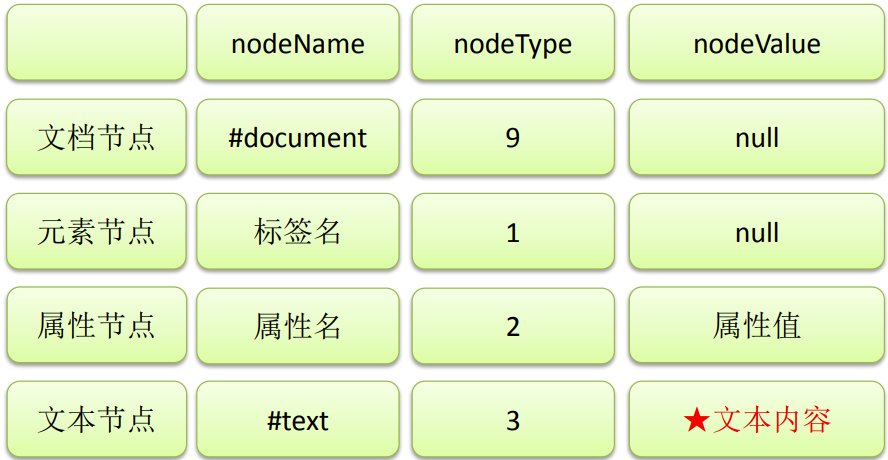 nodeName nodeType nodeValue
文档节点 #document 9 null
元素节点 标签名 1 null
属性节点 属性名 2 属性值
文本节点 #text 3 ★文本内容